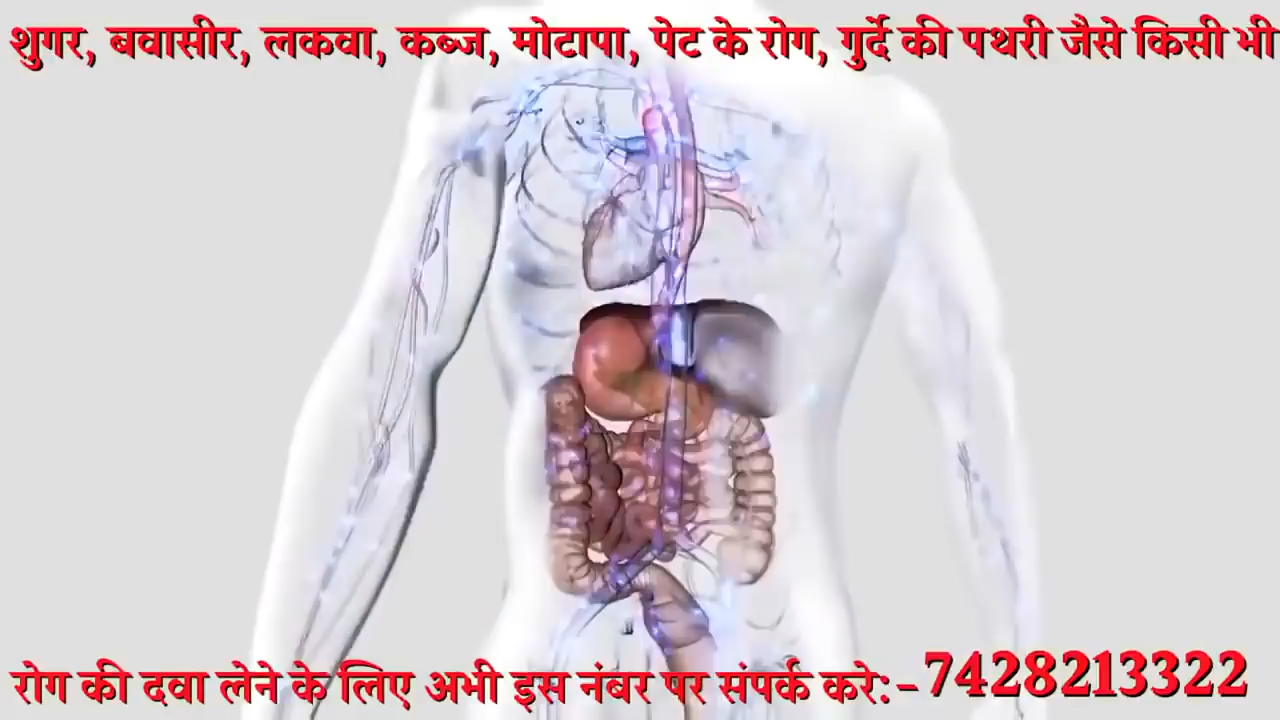 शुगर, बवासीर, लकवा, कब्ज, मोटापा, पेट के रोग, गुर्दे की पथरी जैसे किसी भी
रोग की दवा लेने के लिए अभी इस नंबर पर संपर्क करे:-7428213322